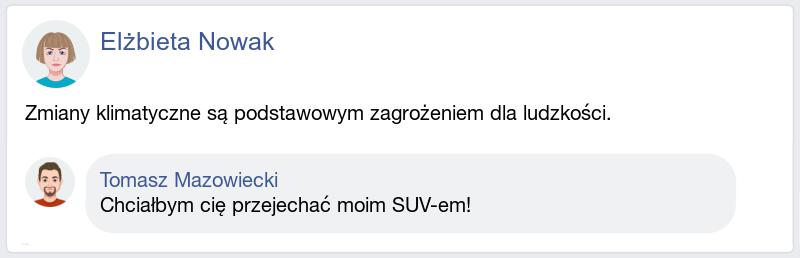 Elżbieta Nowak
Zmiany klimatyczne są podstawowym zagrożeniem dla ludzkości.
Tomasz Mazowiecki
Chciałbym cię przejechać moim SUV-em!